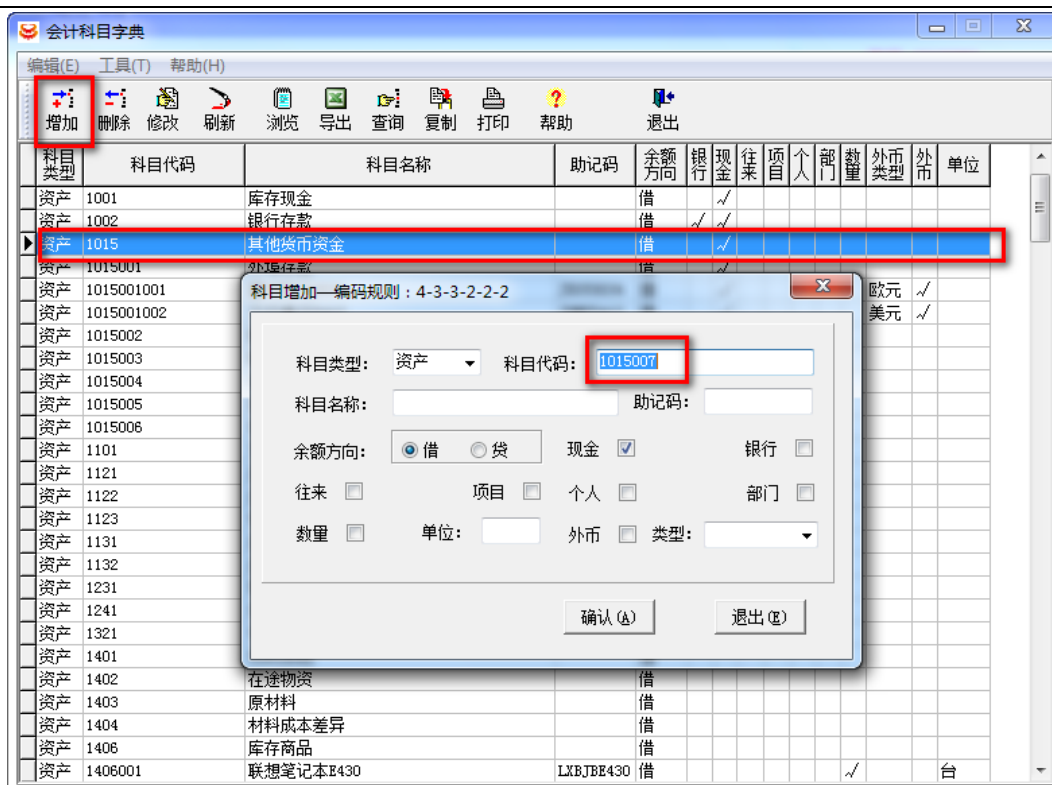 会计科目字典
编辑(E) 工具(T) 帮助(H)
增加 删除 修改 刷新 浏览 导出 查询 复制 打印 帮助 退出
科目类型 科目代码 科目名称 助记码 余额方向 银行 现金 往来 项目 个人 部门 数量 外币类型 外币 单位
资产 1001 库存现金 借 √
资产 1002 银行存款 借 √ √
资产 1015 其他货币资金 借 √
资产 1015001 外埠存款 借 √
资产 1015001001 欧元 √
资产 1015001002 美元 √
资产 1015002
资产 1015003
资产 1015004
资产 1015005
资产 1015006
资产 1101
资产 1121
资产 1122
资产 1123
资产 1131
资产 1132
资产 1231
资产 1241
资产 1321
资产 1401
资产 1402 在途物资 借
资产 1403 原材料 借
资产 1404 材料成本差异 借
资产 1406 库存商品 借
资产 1406001 联想笔记本E430 LXBJBE430 借 √ 台
科目增加—编码规则：4-3-3-2-2-2
科目类型: 资产 科目代码: 1015007
科目名称: 助记码:
余额方向: 借 贷 现金 银行
往来 项目 个人 部门
数量 单位: 外币 类型:
确认(A) 退出(E)